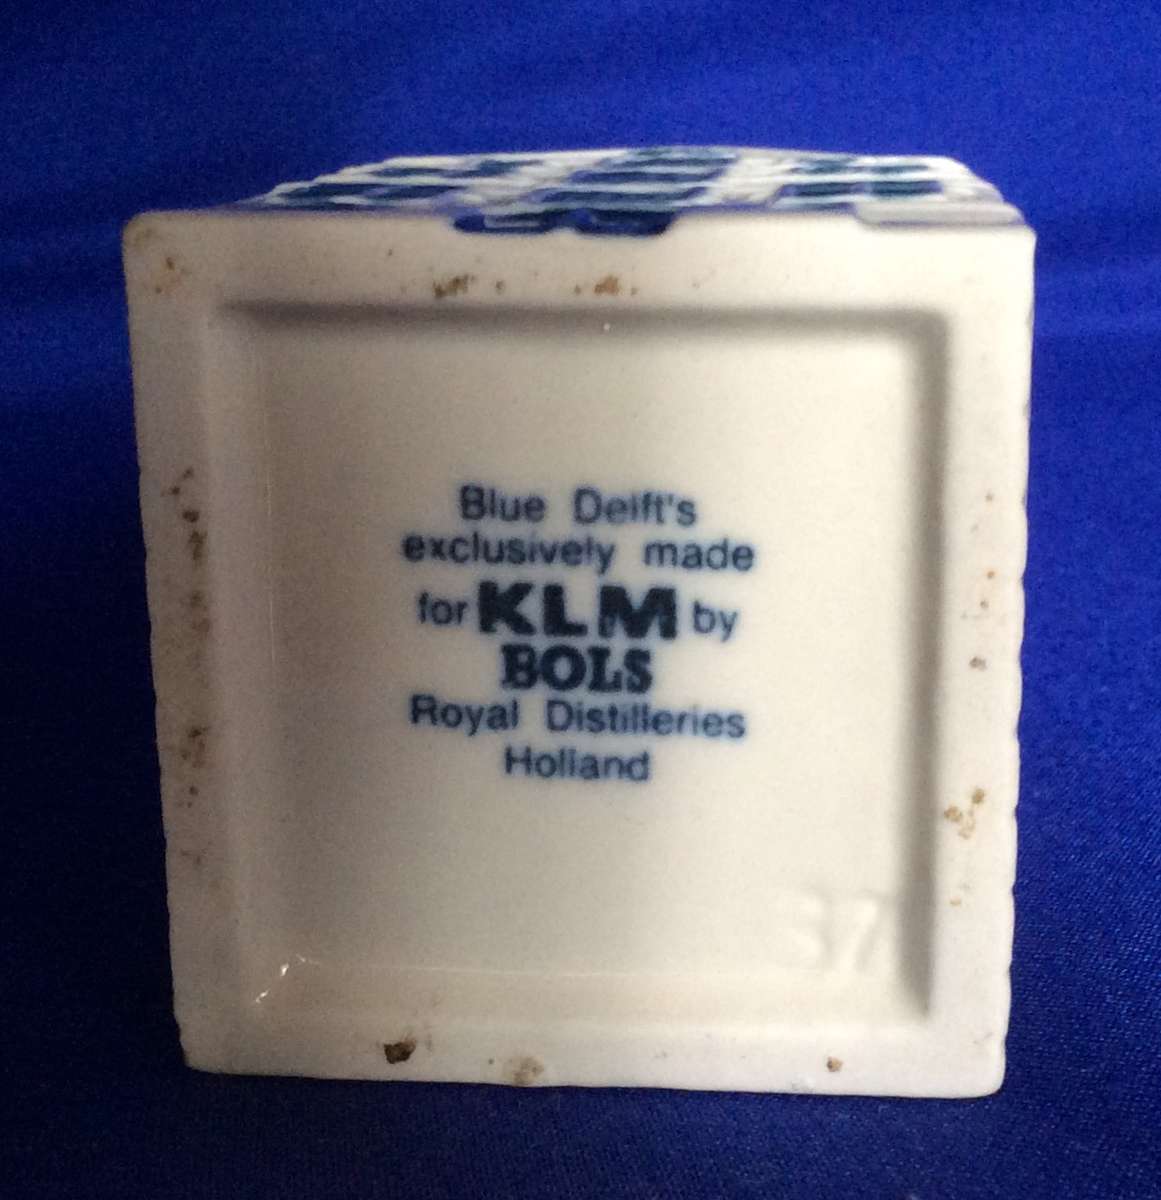 Blue Delft's
exclusively made
for KLM by
BOLS
Royal Distilleries
Holland
37